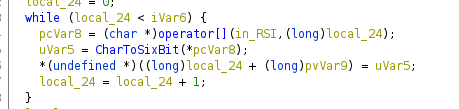 local_24 = 0;
while (local_24 < iVar6) {
pcVar8 = (char *)operator[](in_RSI,(long)local_24);
uVar5 = CharToSixBit(*pcVar8);
*(undefined *)((long)local_24 + (long)pvVar9) = uVar5;
local_24 = local_24 + 1;
}